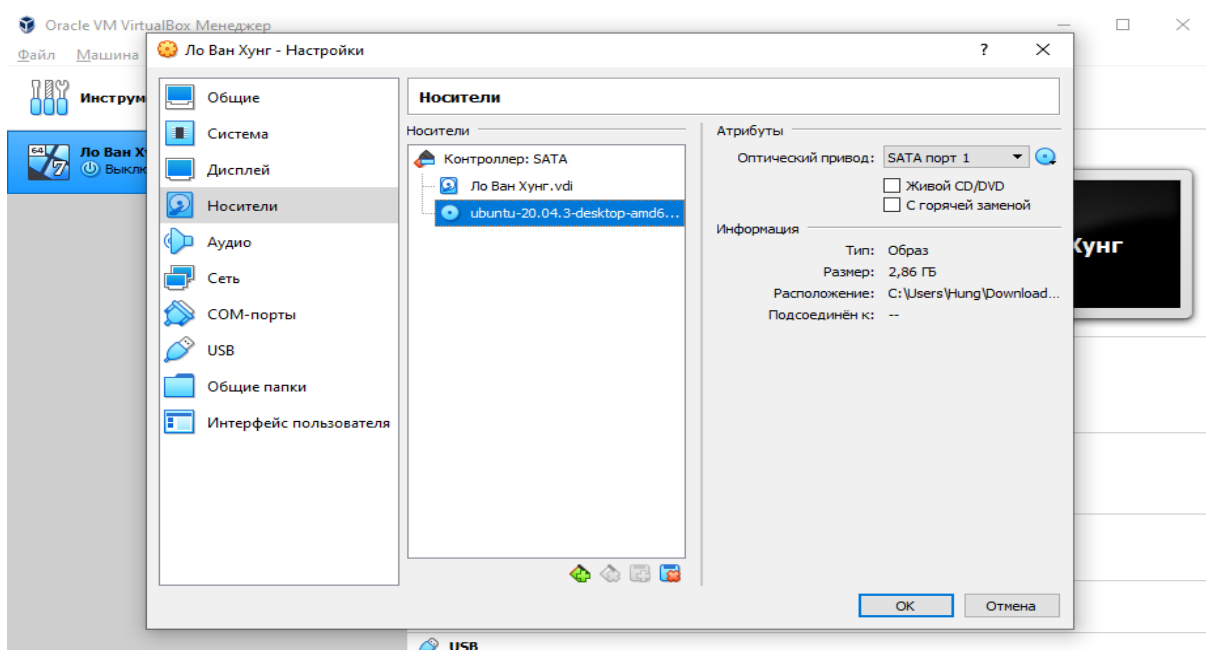 Oracle VM VirtualBox Менеджер
Файл Машина
Ло Ван Хунг - Настройки
?
Инструм
64
7
Ло Ван Х
Выклю
Общие
Система
Дисплей
Носители
Аудио
Сеть
COM-порты
USB
Общие папки
Интерфейс пользователя
Носители
Носители
Контроллер: SATA
Ло Ван Хунг.vdi
ubuntu-20.04.3-desktop-amd6...
Атрибуты
Оптический привод: SATA порт 1
Живой CD/DVD
С горячей заменой
Информация
Тип: Образ
Размер: 2,86 ГБ
Расположение: C:\Users\Hung\Download...
Подсоединён к: --
Хунг
OK
Отмена
USB